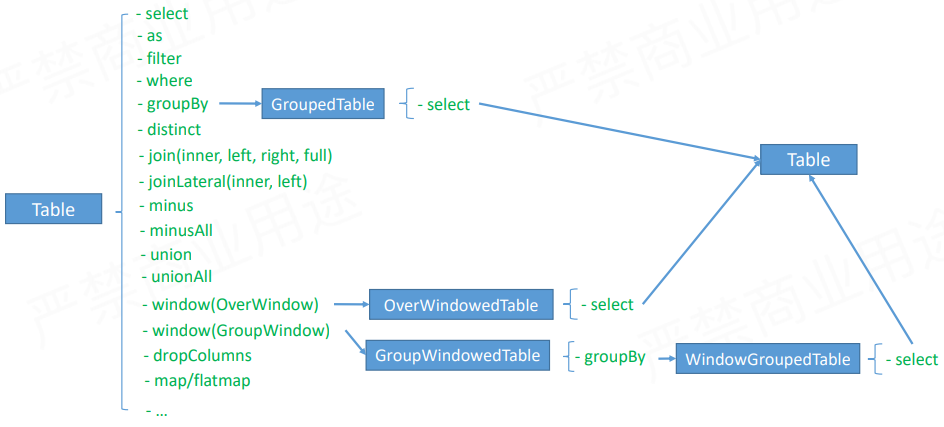 - select
- as
- filter
- where
- groupBy
GroupedTable
- select
- distinct
- join(inner, left, right, full)
Table
- joinLateral(inner, left)
Table
- minus
- minusAll
- union
- unionAll
- window(OverWindow)
OverWindowedTable
- select
- window(GroupWindow)
- dropColumns
GroupWindowedTable
- groupBy
WindowGroupedTable
- select
- map/flatmap
- ...
严禁商业用途
严禁商业用途
严禁商业用途
严禁商业用途